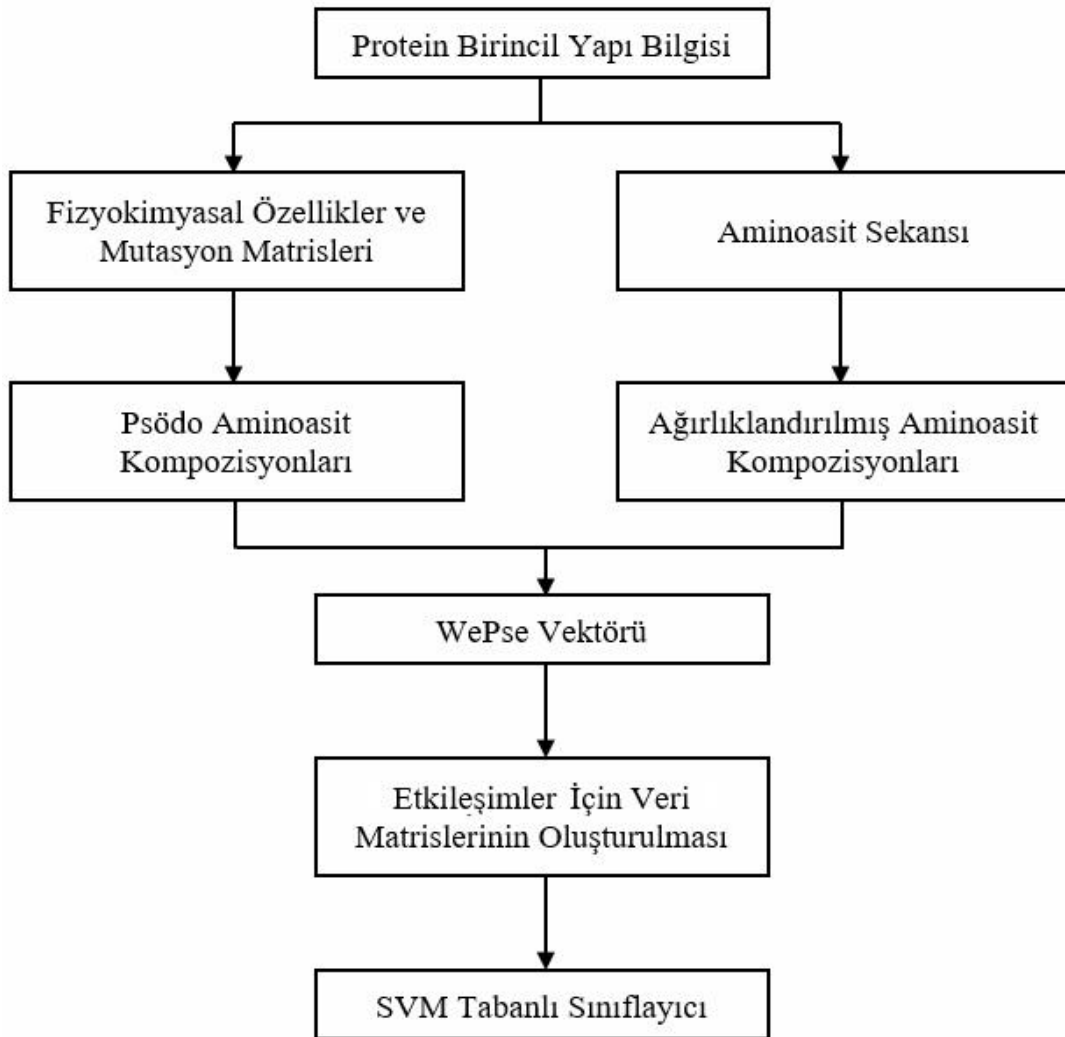 Protein Birincil Yapı Bilgisi
Fizyokimyasal Özellikler ve
Mutasyon Matrisleri
Aminoasit Sekansı
Psödo Aminoasit
Kompozisyonları
Ağırlıklandırılmış Aminoasit
Kompozisyonları
WePse Vektörü
Etkileşimler İçin Veri
Matrislerinin Oluşturulması
SVM Tabanlı Sınıflayıcı